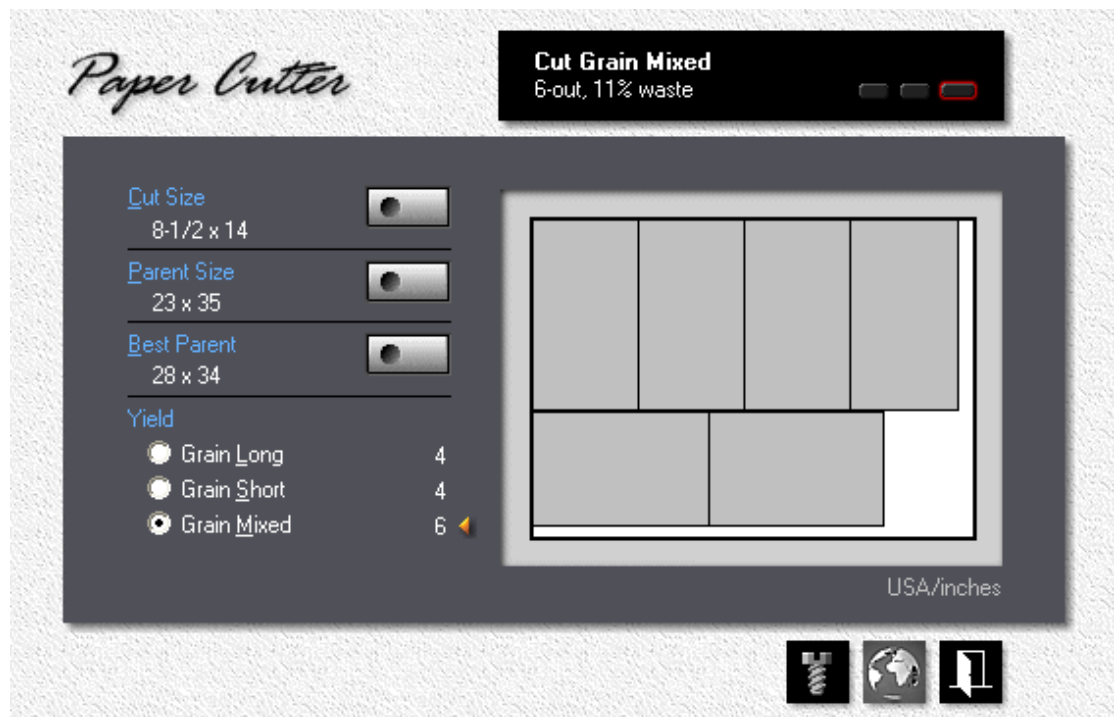 Paper Cutter
Cut Grain Mixed
6-out, 11% waste
Cut Size
8-1/2 x 14
Parent Size
23 x 35
Best Parent
28 x 34
Yield
Grain Long 4
Grain Short 4
Grain Mixed 6
USA/inches